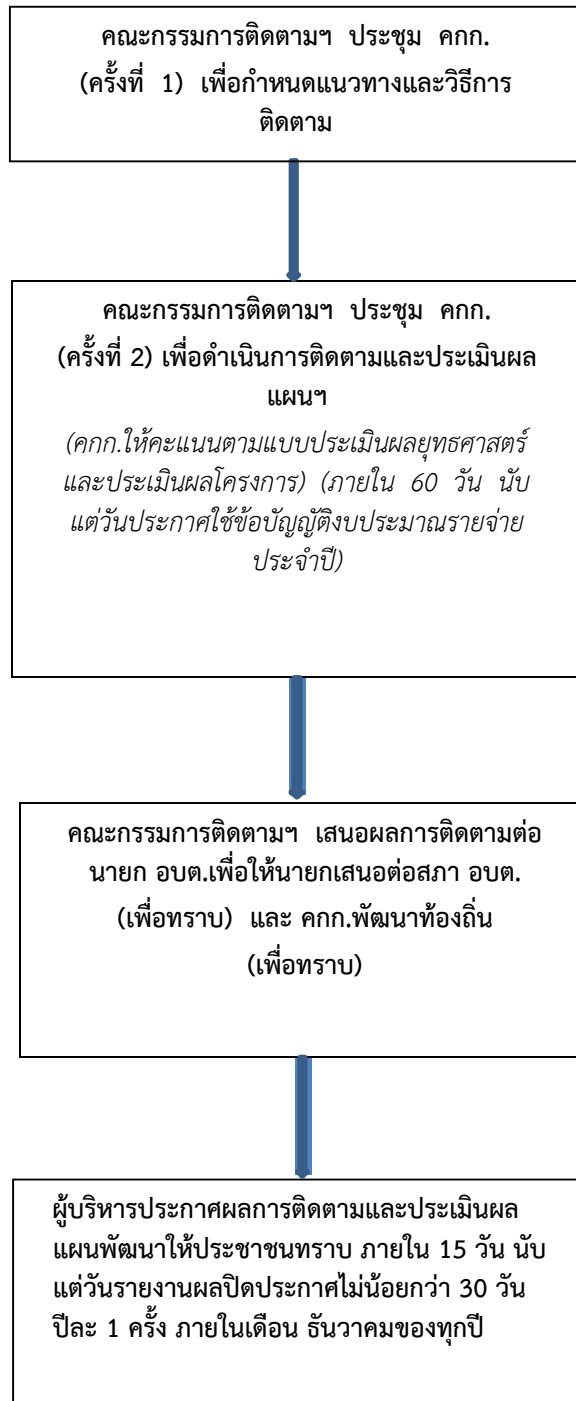 คณะกรรมการติดตามฯ ประชุม คกก.
(ครั้งที่ 1) เพื่อกำหนดแนวทางและวิธีการ
ติดตาม
คณะกรรมการติดตามฯ ประชุม คกก.
(ครั้งที่ 2) เพื่อดำเนินการติดตามและประเมินผล
แผนฯ
(คกก.ให้คะแนนตามแบบประเมินผลยุทธศาสตร์
และประเมินผลโครงการ) (ภายใน 60 วัน นับ
แต่วันประกาศใช้ข้อบัญญัติงบประมาณรายจ่าย
ประจำปี)
คณะกรรมการติดตามฯ เสนอผลการติดตามต่อ
นายก อบต.เพื่อให้นายกเสนอต่อสภา อบต.
(เพื่อทราบ) และ คกก.พัฒนาท้องถิ่น
(เพื่อทราบ)
ผู้บริหารประกาศผลการติดตามและประเมินผล
แผนพัฒนาให้ประชาชนทราบ ภายใน 15 วัน นับ
แต่วันรายงานผลปิดประกาศไม่น้อยกว่า 30 วัน
ปีละ 1 ครั้ง ภายในเดือน ธันวาคมของทุกปี